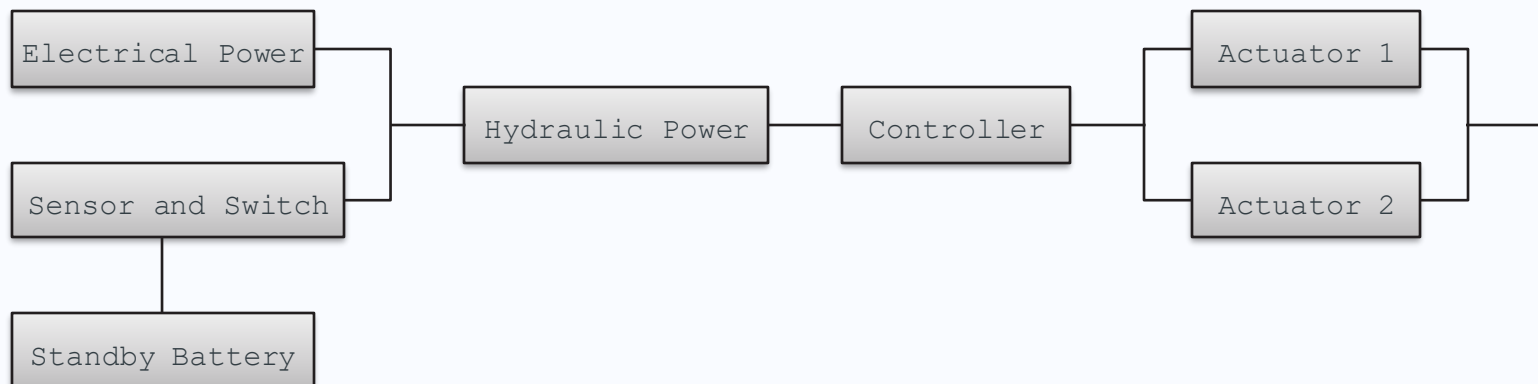 Electrical Power
Sensor and Switch
Standby Battery
Hydraulic Power
Controller
Actuator 1
Actuator 2